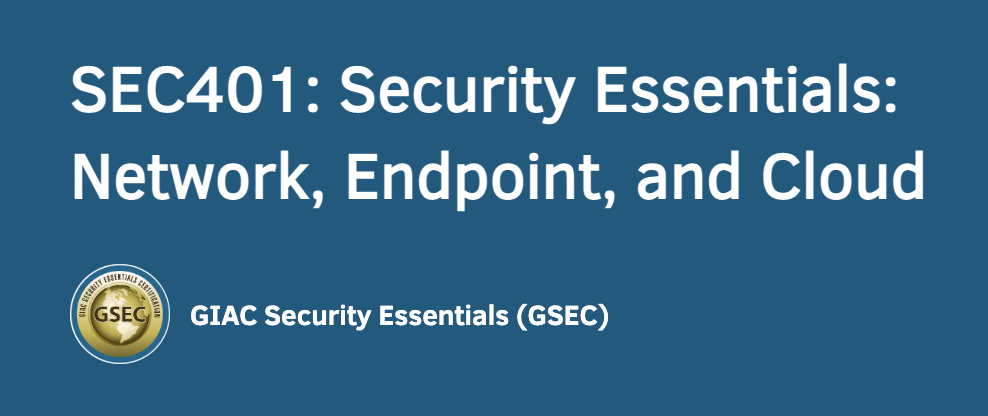 SEC401: Security Essentials:
Network, Endpoint, and Cloud
GIAC SECURITY ESSENTIALS CERTIFICATION
GSEC
GIAC Security Essentials (GSEC)